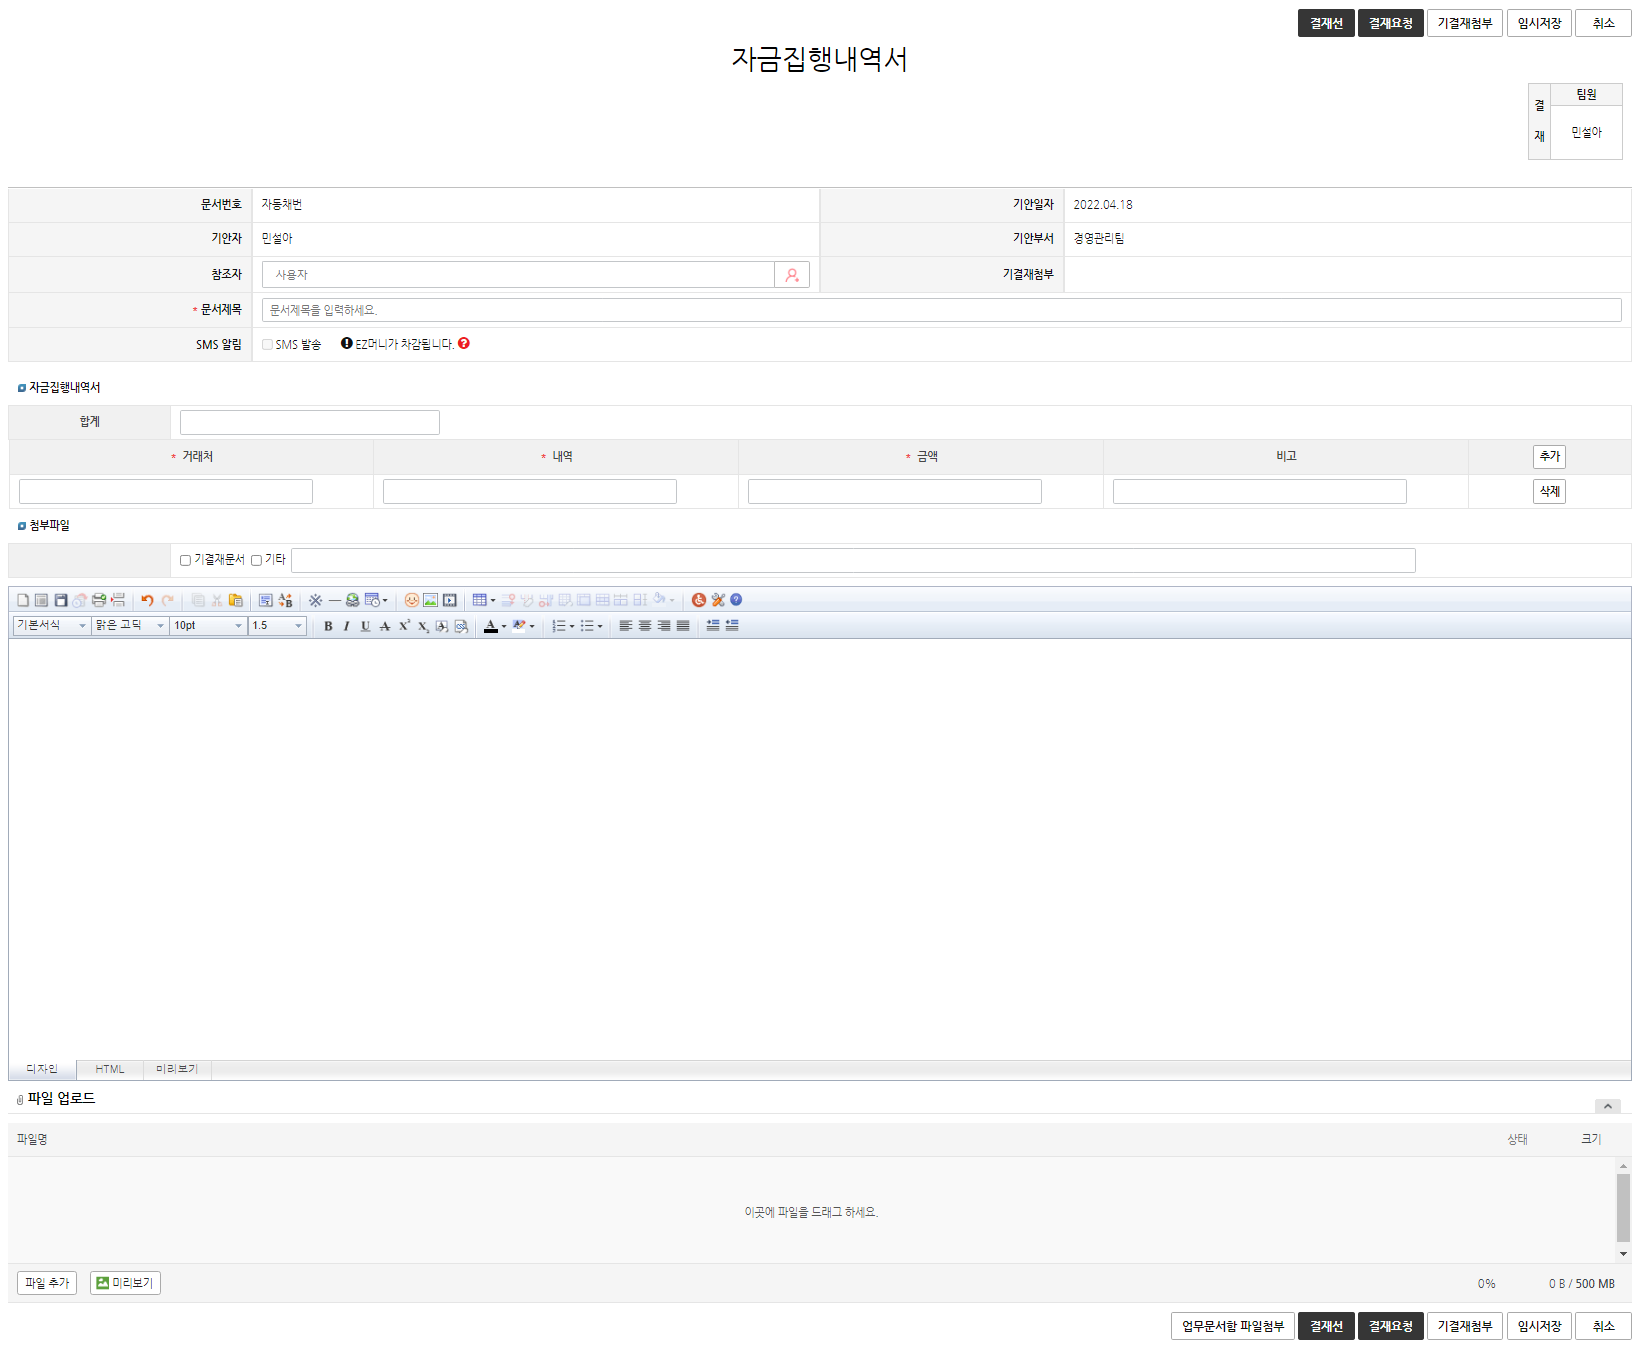 결재선 결재요청 기결재첨부 임시저장 취소
자금집행내역서
결 재 팀원
민설아
문서번호 자동채번 기안일자 2022.04.18
기안자 민설아 기안부서 경영관리팀
참조자 사용자 기결재첨부
* 문서제목 문서제목을 입력하세요.
SMS 알림 SMS 발송 EZ머니가 차감됩니다.
자금집행내역서
합계
* 거래처 * 내역 * 금액 비고 추가
삭제
첨부파일
기결재문서 기타
기본서식 맑은 고딕 10pt 1.5
디자인 HTML 미리보기
파일 업로드
파일명 상태 크기
이곳에 파일을 드래그 하세요.
파일 추가 미리보기 0% 0 B / 500 MB
업무문서함 파일첨부 결재선 결재요청 기결재첨부 임시저장 취소